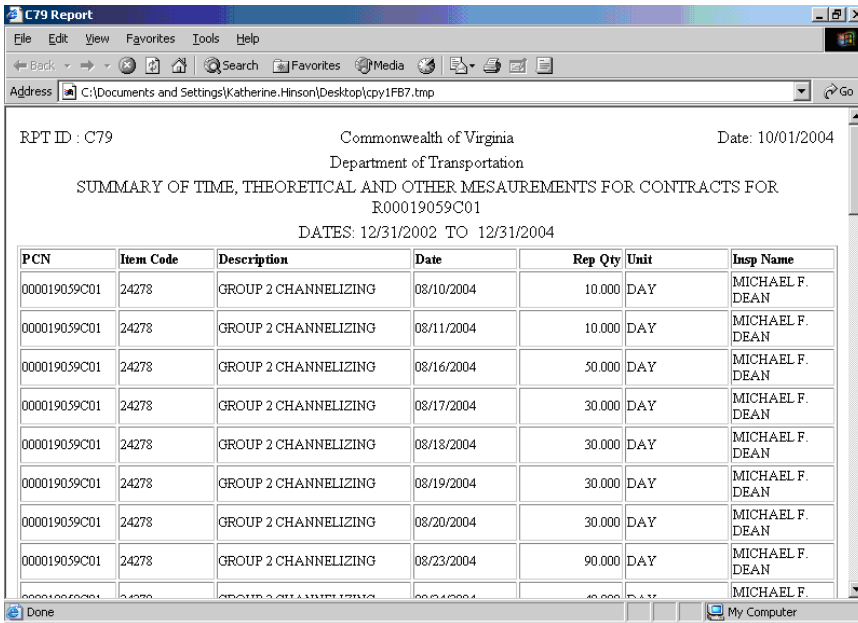 C79 Report
File Edit View Favorites Tools Help
Back Search Favorites Media
Address C:\Documents and Settings\Katherine.Hinson\Desktop\cpy1FB7.tmp Go
RPT ID : C79 Commonwealth of Virginia Date: 10/01/2004
Department of Transportation
SUMMARY OF TIME, THEORETICAL AND OTHER MESAUREMENTS FOR CONTRACTS FOR
R00019059C01
DATES: 12/31/2002 TO 12/31/2004
PCN Item Code Description Date Rep Qty Unit Insp Name
000019059C01 24278 GROUP 2 CHANNELIZING 08/10/2004 10.000 DAY MICHAEL F.
DEAN
000019059C01 24278 GROUP 2 CHANNELIZING 08/11/2004 10.000 DAY MICHAEL F.
DEAN
000019059C01 24278 GROUP 2 CHANNELIZING 08/16/2004 50.000 DAY MICHAEL F.
DEAN
000019059C01 24278 GROUP 2 CHANNELIZING 08/17/2004 30.000 DAY MICHAEL F.
DEAN
000019059C01 24278 GROUP 2 CHANNELIZING 08/18/2004 30.000 DAY MICHAEL F.
DEAN
000019059C01 24278 GROUP 2 CHANNELIZING 08/19/2004 30.000 DAY MICHAEL F.
DEAN
000019059C01 24278 GROUP 2 CHANNELIZING 08/20/2004 30.000 DAY MICHAEL F.
DEAN
000019059C01 24278 GROUP 2 CHANNELIZING 08/23/2004 90.000 DAY MICHAEL F.
DEAN
MICHAEL F.
Done My Computer